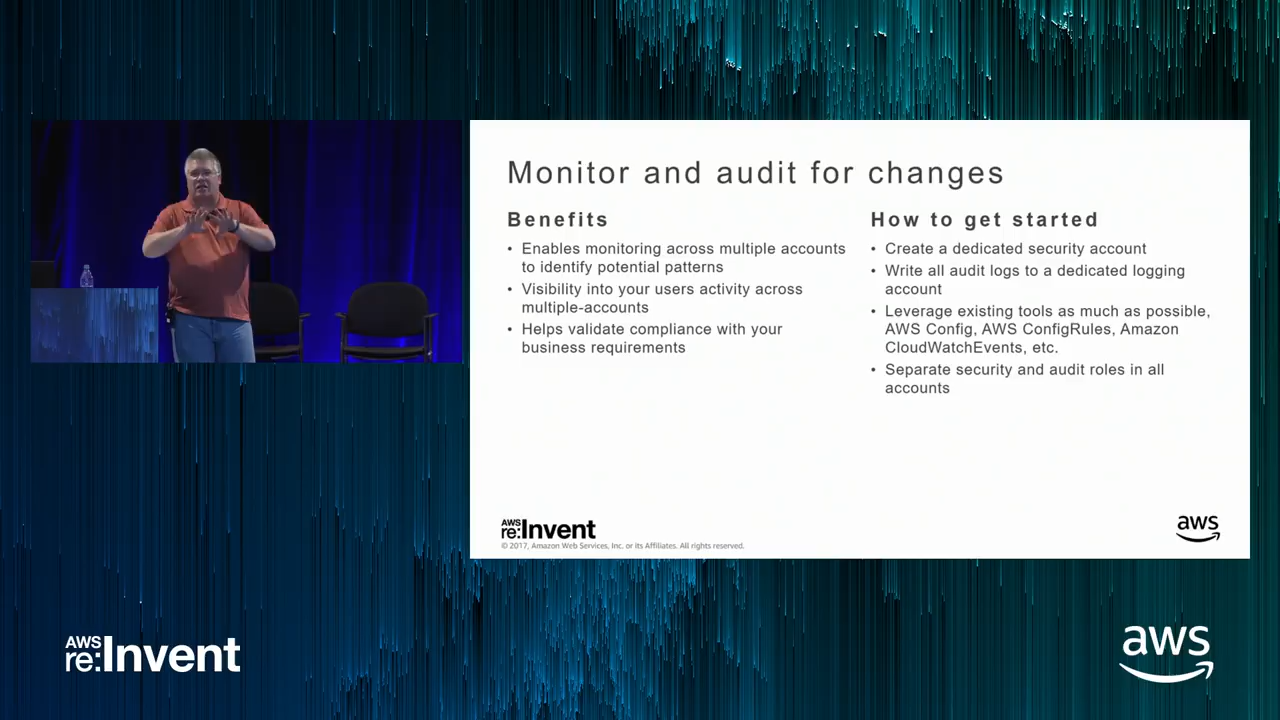 Monitor and audit for changes
Benefits
• Enables monitoring across multiple accounts
to identify potential patterns
• Visibility into your users activity across
multiple-accounts
• Helps validate compliance with your
business requirements
How to get started
• Create a dedicated security account
• Write all audit logs to a dedicated logging
account
• Leverage existing tools as much as possible,
AWS Config, AWS ConfigRules, Amazon
CloudWatchEvents, etc.
• Separate security and audit roles in all
accounts
AWS
re:Invent
© 2017, Amazon Web Services, Inc. or its Affiliates. All rights reserved.
aws
AWS
re:Invent
aws